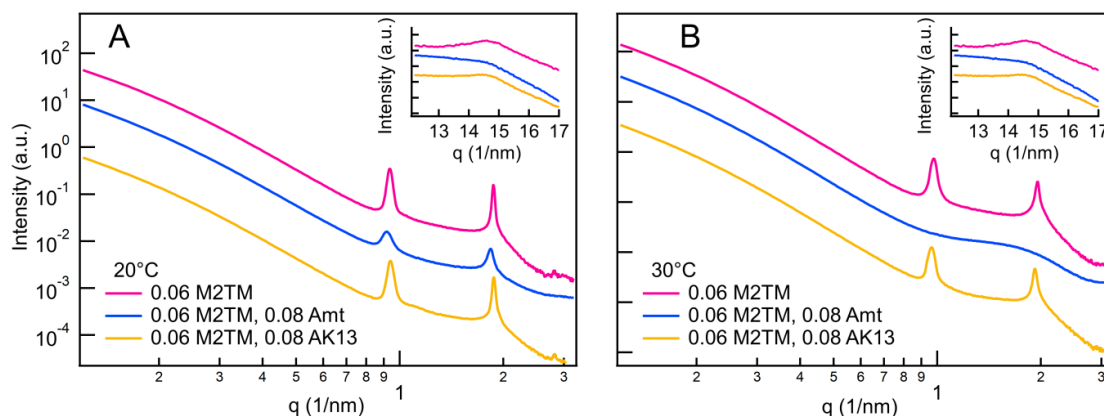 A
Intensity (a.u.)
10²
10¹
10⁰
10⁻¹
10⁻²
10⁻³
10⁻⁴
Intensity (a.u.)
13 14 15 16 17
q (1/nm)
20°C
0.06 M2TM
0.06 M2TM, 0.08 Amt
0.06 M2TM, 0.08 AK13
2 3 4 5 6 7 8 9 1 2 3
q (1/nm)
B
Intensity (a.u.)
13 14 15 16 17
q (1/nm)
30°C
0.06 M2TM
0.06 M2TM, 0.08 Amt
0.06 M2TM, 0.08 AK13
2 3 4 5 6 7 8 9 1 2 3
q (1/nm)